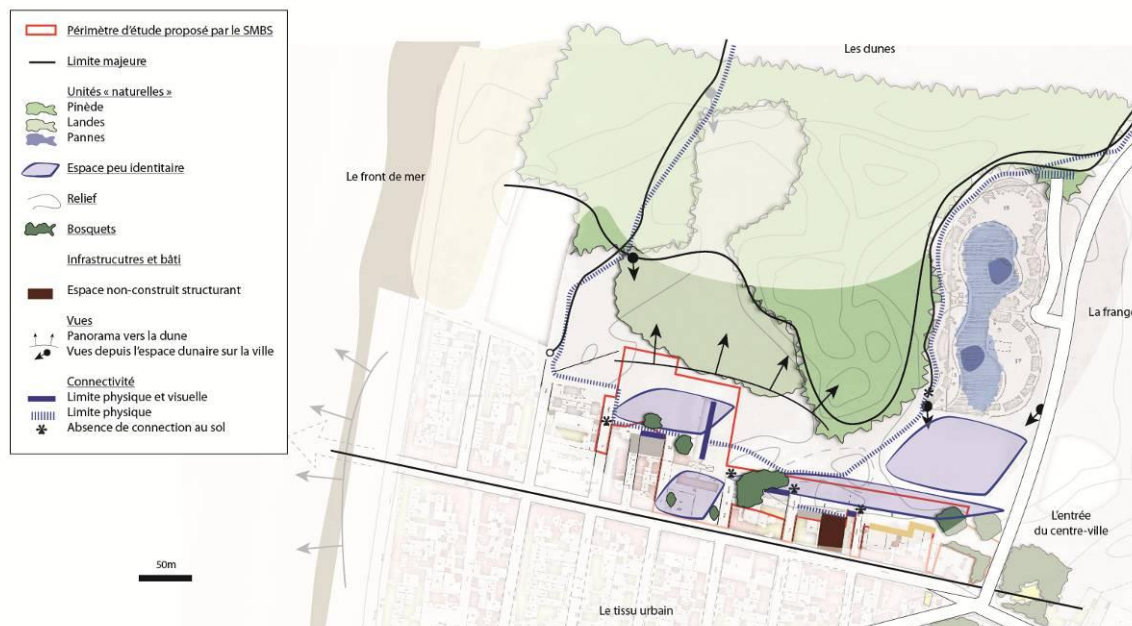 Périmètre d'étude proposé par le SMBS
Limite majeure
Unités « naturelles »
Pinède
Landes
Pannes
Espace peu identitaire
Relief
Bosquets
Infrastrucutres et bâti
Espace non-construit structurant
Vues
Panorama vers la dune
Vues depuis l'espace dunaire sur la ville
Connectivité
Limite physique et visuelle
Limite physique
Absence de connection au sol
50m
Les dunes
Le front de mer
La frange
L'entrée
du centre-ville
Le tissu urbain